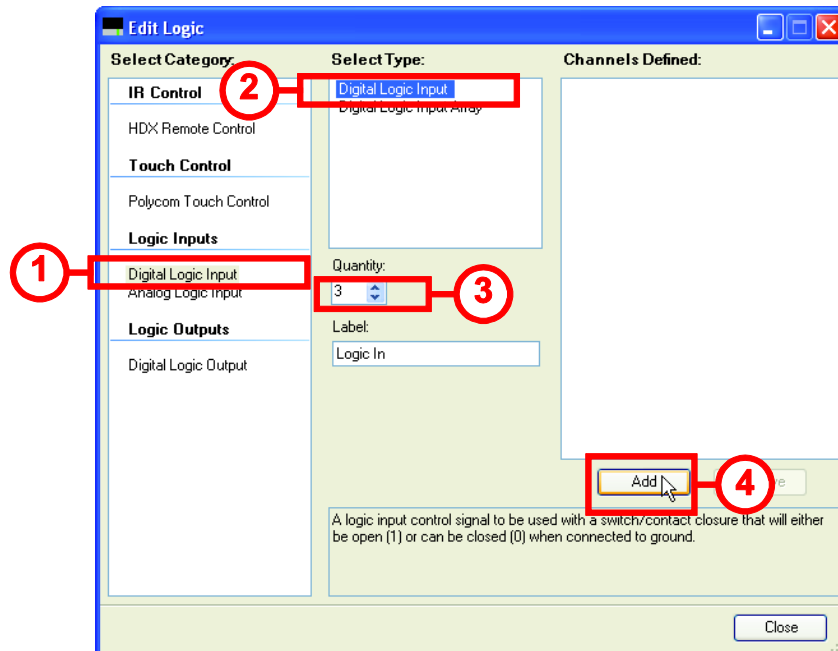 Edit Logic
Select Category:
IR Control
HDX Remote Control
Touch Control
Polycom Touch Control
Logic Inputs
Digital Logic Input
Analog Logic Input
Logic Outputs
Digital Logic Output
1
Select Type:
2
Digital Logic Input
Digital Logic Input Array
Quantity:
3
3
Label:
Logic In
Channels Defined:
Add
4
A logic input control signal to be used with a switch/contact closure that will either
be open (1) or can be closed (0) when connected to ground.
Close